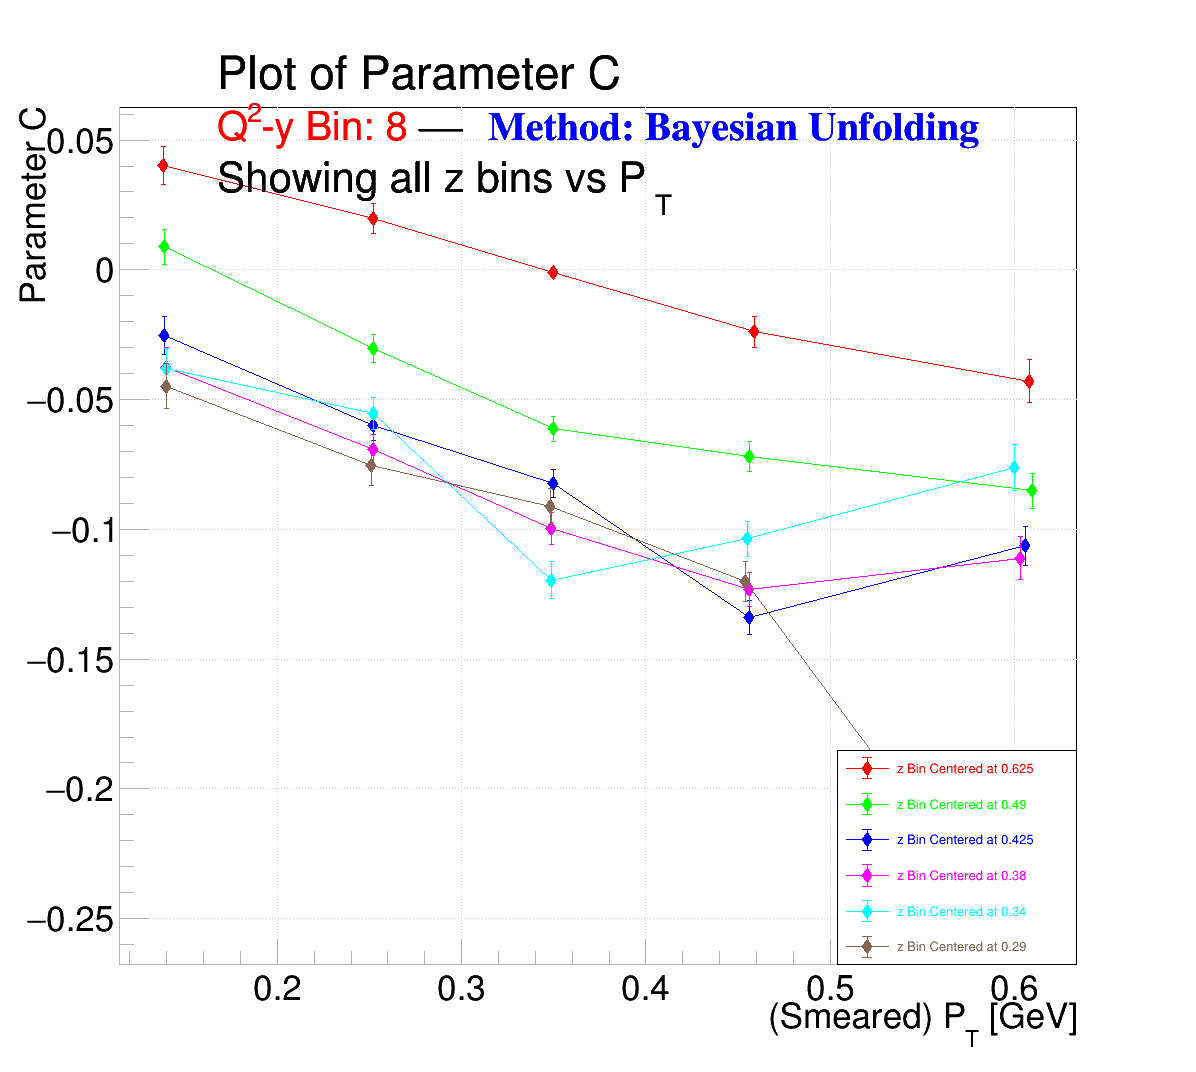 Plot of Parameter C
Q²-y Bin: 8 — Method: Bayesian Unfolding
Showing all z bins vs P_T
Parameter C
0.05
0
−0.05
−0.1
−0.15
−0.2
−0.25
z Bin Centered at 0.625
z Bin Centered at 0.49
z Bin Centered at 0.425
z Bin Centered at 0.38
z Bin Centered at 0.34
z Bin Centered at 0.29
0.2 0.3 0.4 0.5 0.6
(Smeared) P_T [GeV]